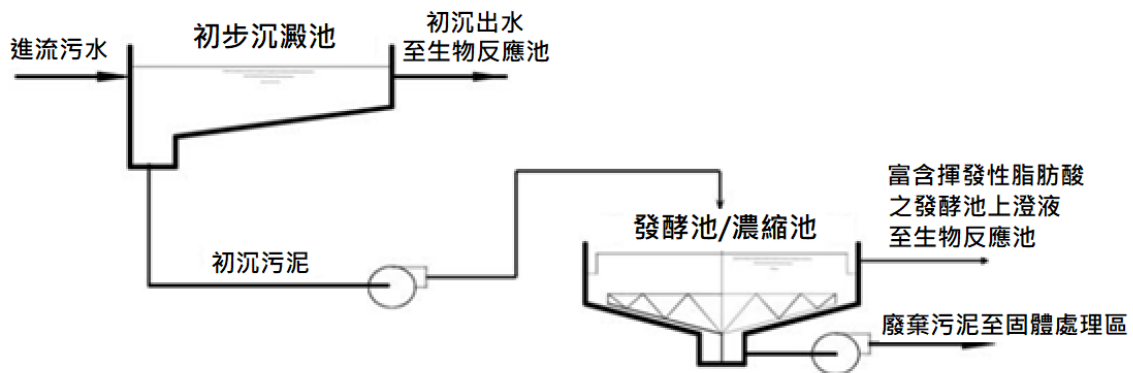 進流污水
初步沉澱池
初沉出水
至生物反應池
初沉污泥
發酵池/濃縮池
富含揮發性脂肪酸
之發酵池上澄液
至生物反應池
廢棄污泥至固體處理區